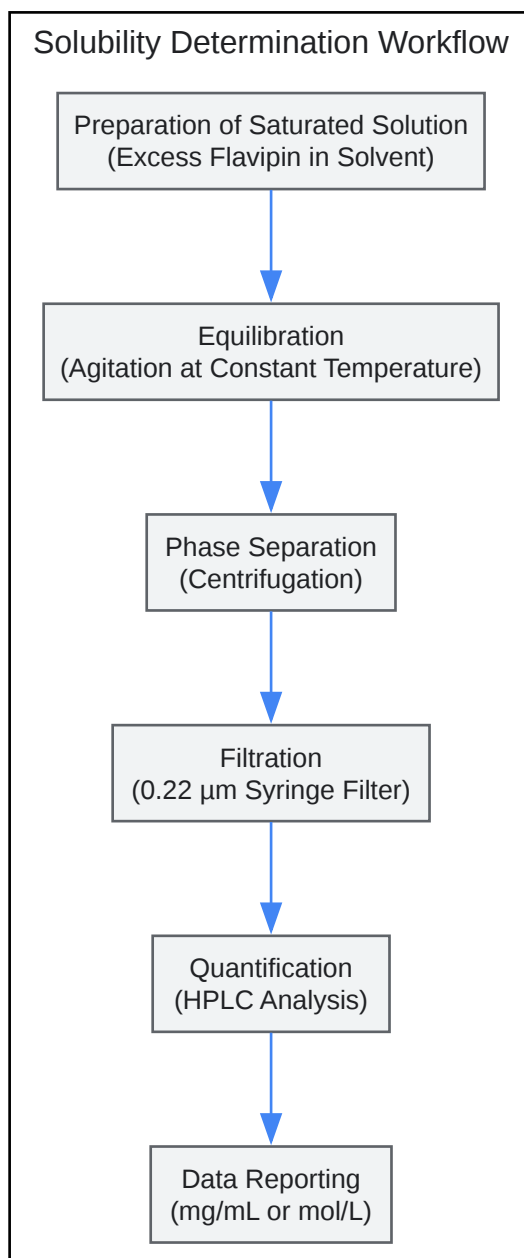 Solubility Determination Workflow
Preparation of Saturated Solution
(Excess Flavipin in Solvent)
Equilibration
(Agitation at Constant Temperature)
Phase Separation
(Centrifugation)
Filtration
(0.22 µm Syringe Filter)
Quantification
(HPLC Analysis)
Data Reporting
(mg/mL or mol/L)